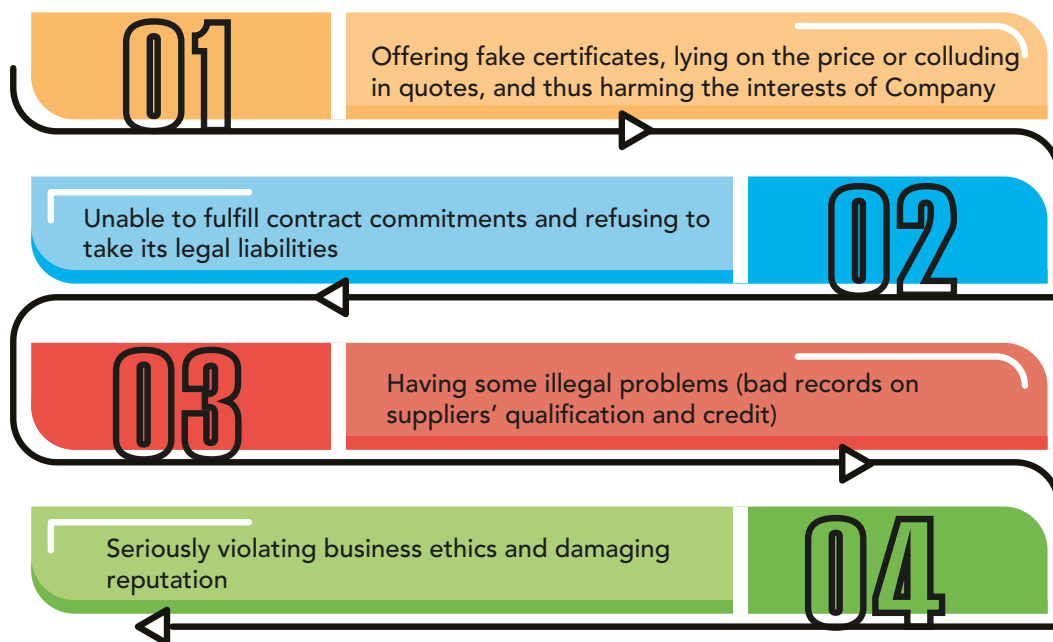 01
Offering fake certificates, lying on the price or colluding
in quotes, and thus harming the interests of Company
Unable to fulfill contract commitments and refusing to
take its legal liabilities
02
03
Having some illegal problems (bad records on
suppliers’ qualification and credit)
Seriously violating business ethics and damaging
reputation
04